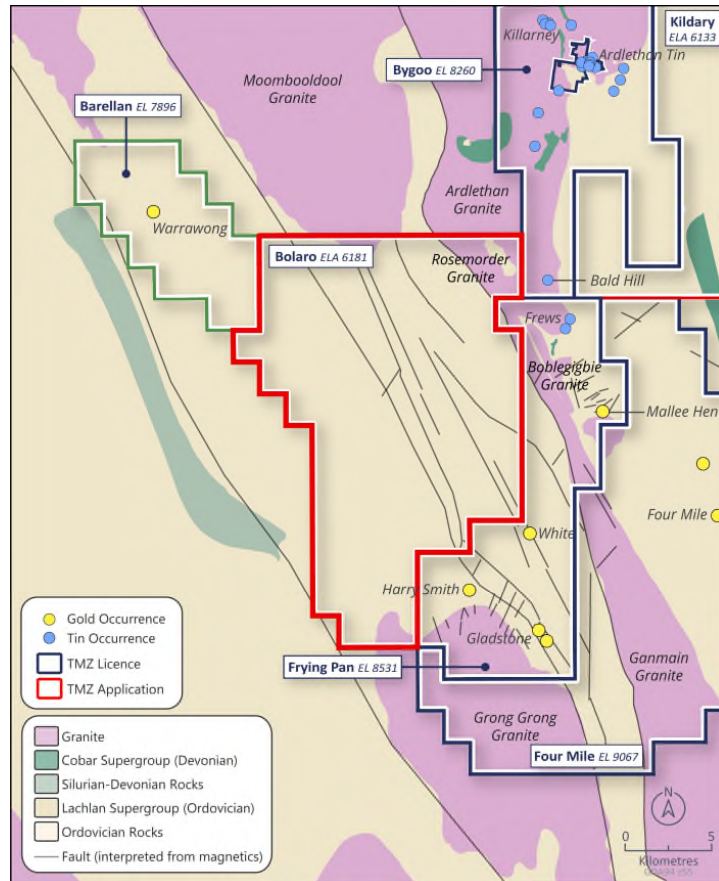 Kildary
ELA 6133
Killarney
Ardlethan Tin
Bygoo EL 8260
Moombooldool
Granite
Barellan EL 7896
Warrawong
Ardlethan
Granite
Bolaro ELA 6181
Rosemorder
Granite
Bald Hill
Frews
Boblegigbie
Granite
Mallee Hen
Four Mile
White
Harry Smith
Gladstone
Frying Pan EL 8531
Ganmain
Granite
Grong Grong
Granite
Four Mile EL 9067
Gold Occurrence
Tin Occurrence
TMZ Licence
TMZ Application
Granite
Cobar Supergroup (Devonian)
Silurian-Devonian Rocks
Lachlan Supergroup (Ordovician)
Ordovician Rocks
Fault (interpreted from magnetics)
N
0 5
Kilometres
GDA94 z55